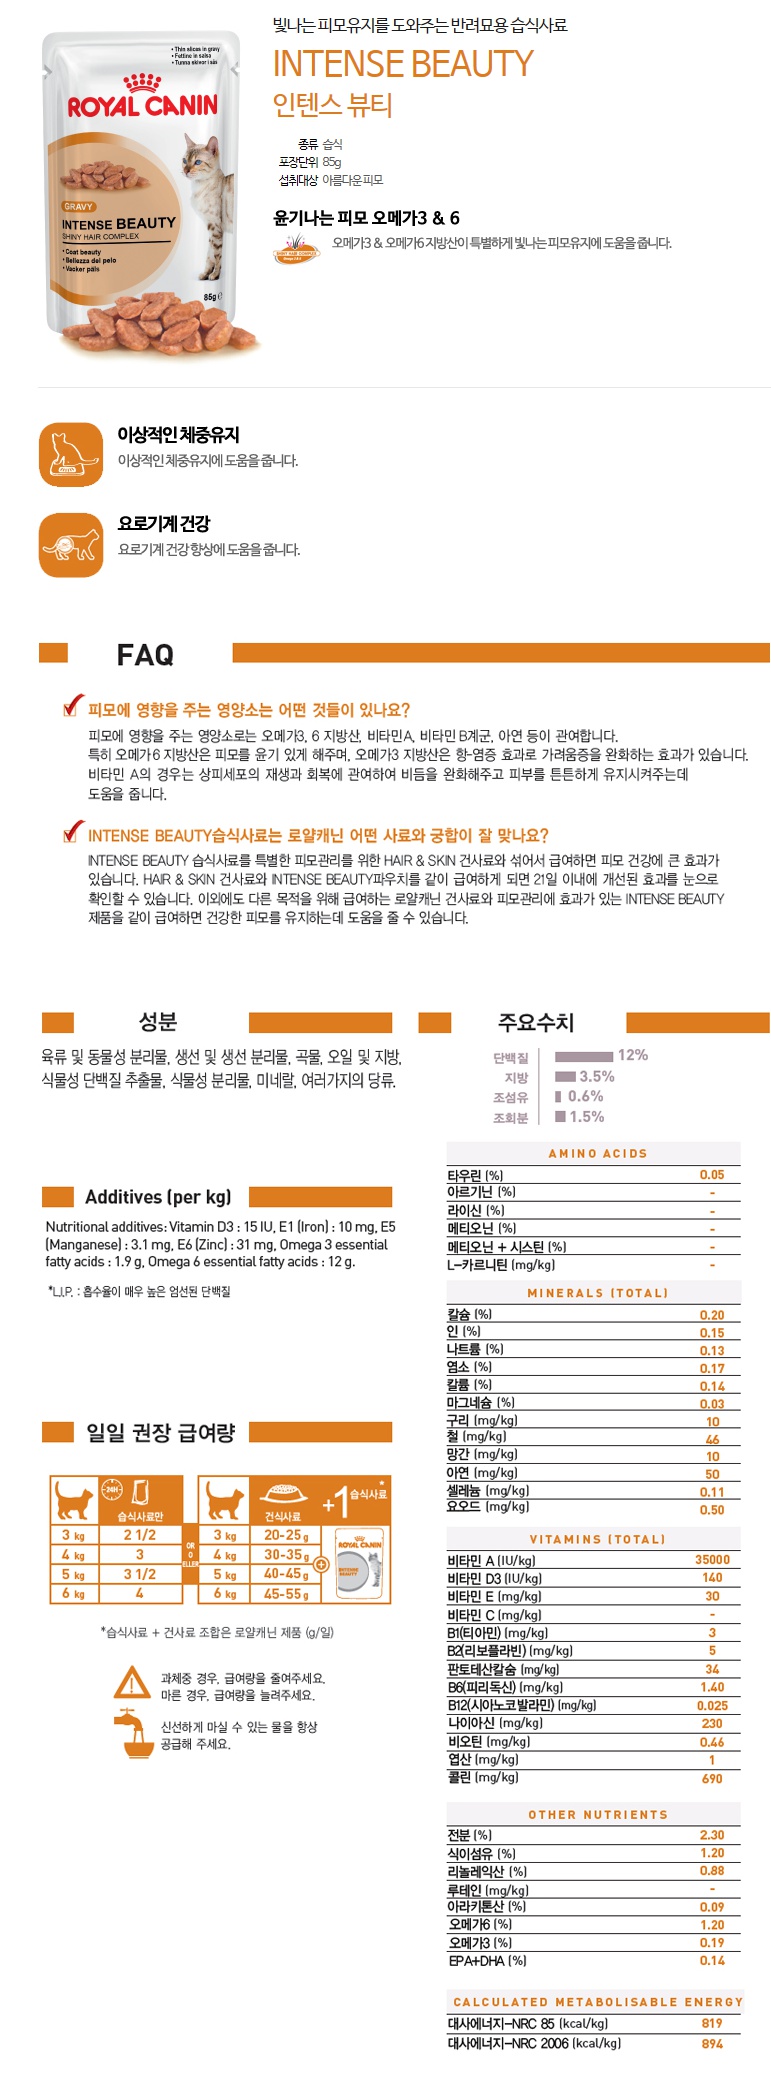 빛나는 피모유지를 도와주는 반려묘용 습식사료
INTENSE BEAUTY
인텐스 뷰티
종류 습식
포장단위 85g
섭취대상 아름다운 피모
윤기나는 피모 오메가3 & 6
오메가3 & 오메가6 지방산이 특별하게 빛나는 피모유지에 도움을 줍니다.
SHINY HAIR COMPLEX
• Thin slices in gravy
• Fettine in salsa
• Tunna skivor i sås
ROYAL CANIN
GRAVY
INTENSE BEAUTY
SHINY HAIR COMPLEX
• Coat beauty
• Bellezza del pelo
• Vacker päls
85g e
이상적인 체중유지
이상적인 체중유지에 도움을 줍니다.
요로기계 건강
요로기계 건강 향상에 도움을 줍니다.
FAQ
피모에 영향을 주는 영양소는 어떤 것들이 있나요?
피모에 영향을 주는 영양소로는 오메가3, 6 지방산, 비타민A, 비타민B계군, 아연 등이 관여합니다.
특히 오메가6 지방산은 피모를 윤기 있게 해주며, 오메가3 지방산은 항-염증 효과로 가려움증을 완화하는 효과가 있습니다.
비타민 A의 경우는 상피세포의 재생과 회복에 관여하여 비듬을 완화해주고 피부를 튼튼하게 유지시켜주는데
도움을 줍니다.
INTENSE BEAUTY습식사료는 로얄캐닌 어떤 사료와 궁합이 잘 맞나요?
INTENSE BEAUTY 습식사료를 특별한 피모관리를 위한 HAIR & SKIN 건사료와 섞어서 급여하면 피모 건강에 큰 효과가
있습니다. HAIR & SKIN 건사료와 INTENSE BEAUTY파우치를 같이 급여하게 되면 21일 이내에 개선된 효과를 눈으로
확인할 수 있습니다. 이외에도 다른 목적을 위해 급여하는 로얄캐닌 건사료와 피모관리에 효과가 있는 INTENSE BEAUTY
제품을 같이 급여하면 건강한 피모를 유지하는데 도움을 줄 수 있습니다.
성분
육류 및 동물성 분리물, 생선 및 생선 분리물, 곡물, 오일 및 지방,
식물성 단백질 추출물, 식물성 분리물, 미네랄, 여러가지의 당류.
Additives (per kg)
Nutritional additives: Vitamin D3 : 15 IU, E1 (Iron) : 10 mg, E5
(Manganese) : 3.1 mg, E6 (Zinc) : 31 mg, Omega 3 essential
fatty acids : 1.9 g, Omega 6 essential fatty acids : 12 g.
*L.I.P. : 흡수율이 매우 높은 엄선된 단백질
일일 권장 급여량
24H
습식사료만
건식사료
+1 습식사료 *
3 kg 2 1/2
4 kg 3
5 kg 3 1/2
6 kg 4
OR
O
ELLER
3 kg 20-25 g
4 kg 30-35 g
5 kg 40-45 g
6 kg 45-55 g
ROYAL CANIN
INTENSE
BEAUTY
*습식사료 + 건사료 조합은 로얄캐닌 제품 (g/일)
과체중 경우, 급여량을 줄여주세요.
마른 경우, 급여량을 늘려주세요.
신선하게 마실 수 있는 물을 항상
공급해 주세요.
주요수치
단백질 12%
지방 3.5%
조섬유 0.6%
조회분 1.5%
AMINO ACIDS
타우린 (%) 0.05
아르기닌 (%) -
라이신 (%) -
메티오닌 (%) -
메티오닌 + 시스틴 (%) -
L-카르니틴 (mg/kg) -
MINERALS (TOTAL)
칼슘 (%) 0.20
인 (%) 0.15
나트륨 (%) 0.13
염소 (%) 0.17
칼륨 (%) 0.14
마그네슘 (%) 0.03
구리 (mg/kg) 10
철 (mg/kg) 46
망간 (mg/kg) 10
아연 (mg/kg) 50
셀레늄 (mg/kg) 0.11
요오드 (mg/kg) 0.50
VITAMINS (TOTAL)
비타민 A (IU/kg) 35000
비타민 D3 (IU/kg) 140
비타민 E (mg/kg) 30
비타민 C (mg/kg) -
B1(티아민) (mg/kg) 3
B2(리보플라빈) (mg/kg) 5
판토테산칼슘 (mg/kg) 34
B6(피리독신) (mg/kg) 1.40
B12(시아노코발라민) (mg/kg) 0.025
나이아신 (mg/kg) 230
비오틴 (mg/kg) 0.46
엽산 (mg/kg) 1
콜린 (mg/kg) 690
OTHER NUTRIENTS
전분 (%) 2.30
식이섬유 (%) 1.20
리놀레익산 (%) 0.88
루테인 (mg/kg) -
아라키톤산 (%) 0.09
오메가6 (%) 1.20
오메가3 (%) 0.19
EPA+DHA (%) 0.14
CALCULATED METABOLISABLE ENERGY
대사에너지-NRC 85 (kcal/kg) 819
대사에너지-NRC 2006 (kcal/kg) 894